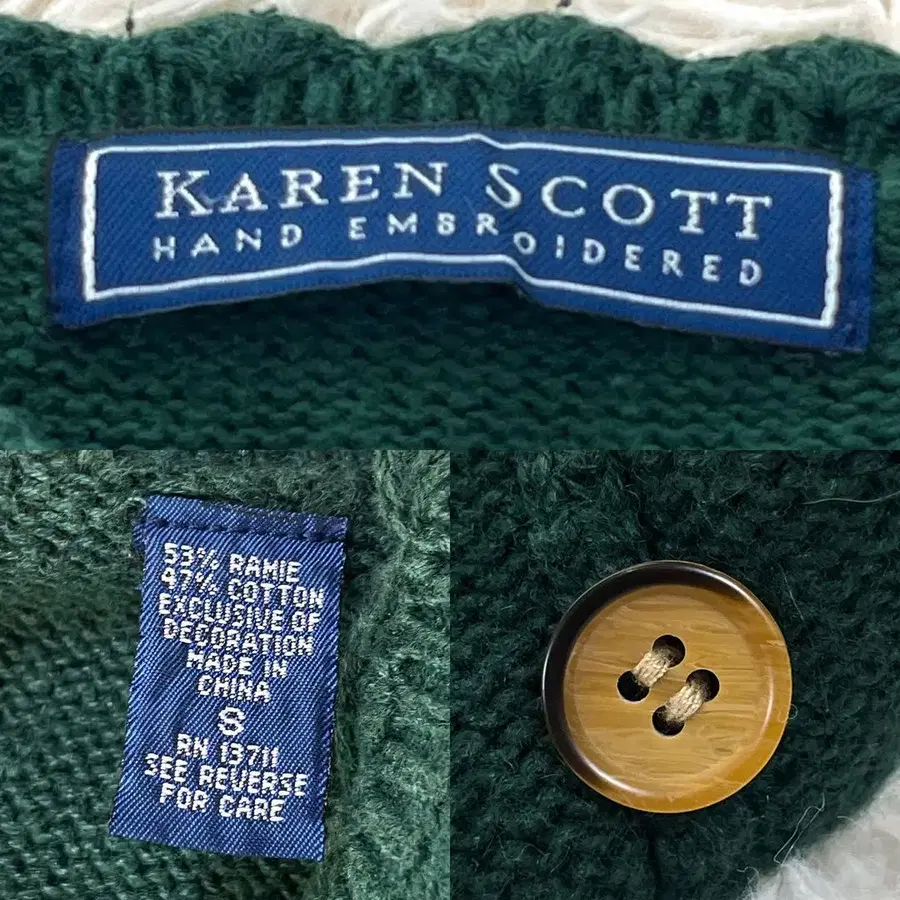 KAREN SCOTT
HAND EMBROIDERED
53% RAMIE
47% COTTON
EXCLUSIVE OF
DECORATION
MADE IN
CHINA
S
RN 13711
SEE REVERSE
FOR CARE